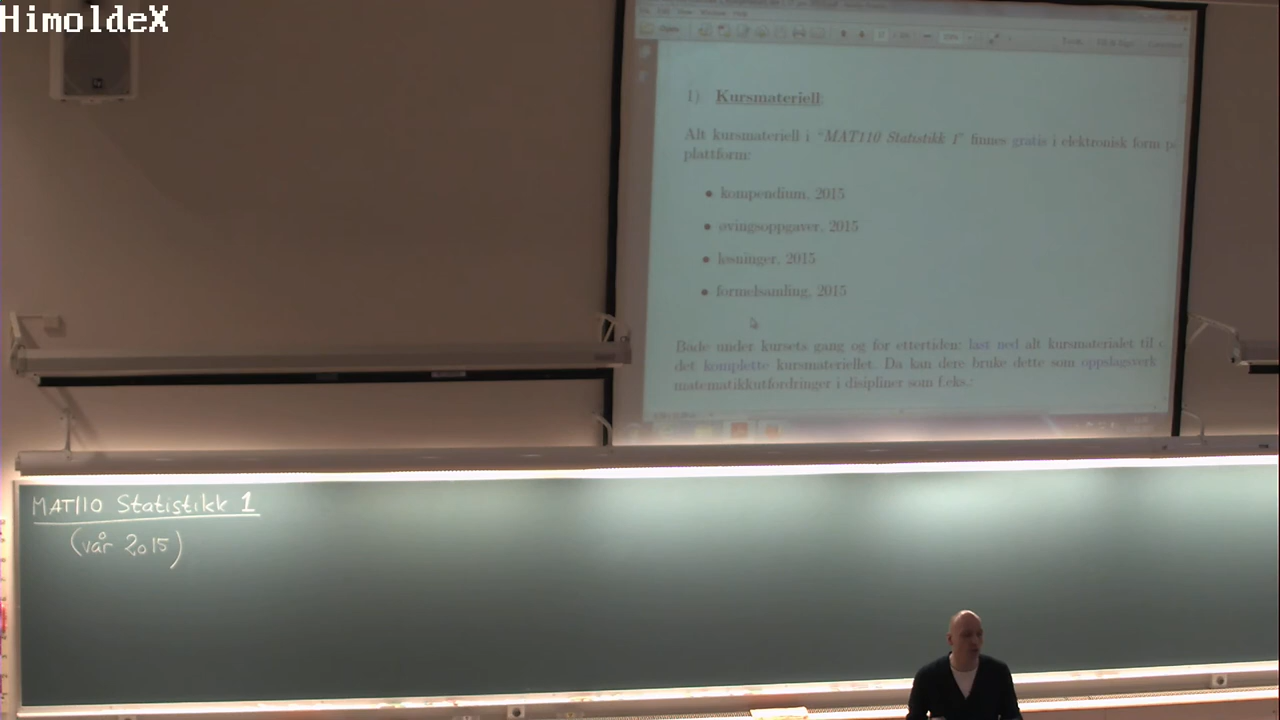 HimoldeX
1) Kursmateriell:
Alt kursmateriell i "MAT110 Statistikk 1" finnes gratis i elektronisk form på
plattform:
• kompendium, 2015
• øvingsoppgaver, 2015
• løsninger, 2015
• formelsamling, 2015
Både under kursets gang og for ettertiden: last ned alt kursmaterialet til
det komplette kursmateriellet. Da kan dere bruke dette som oppslagsverk
matematikkutfordringer i disipliner som f.eks.:
MAT110 Statistikk 1
(vår 2015)